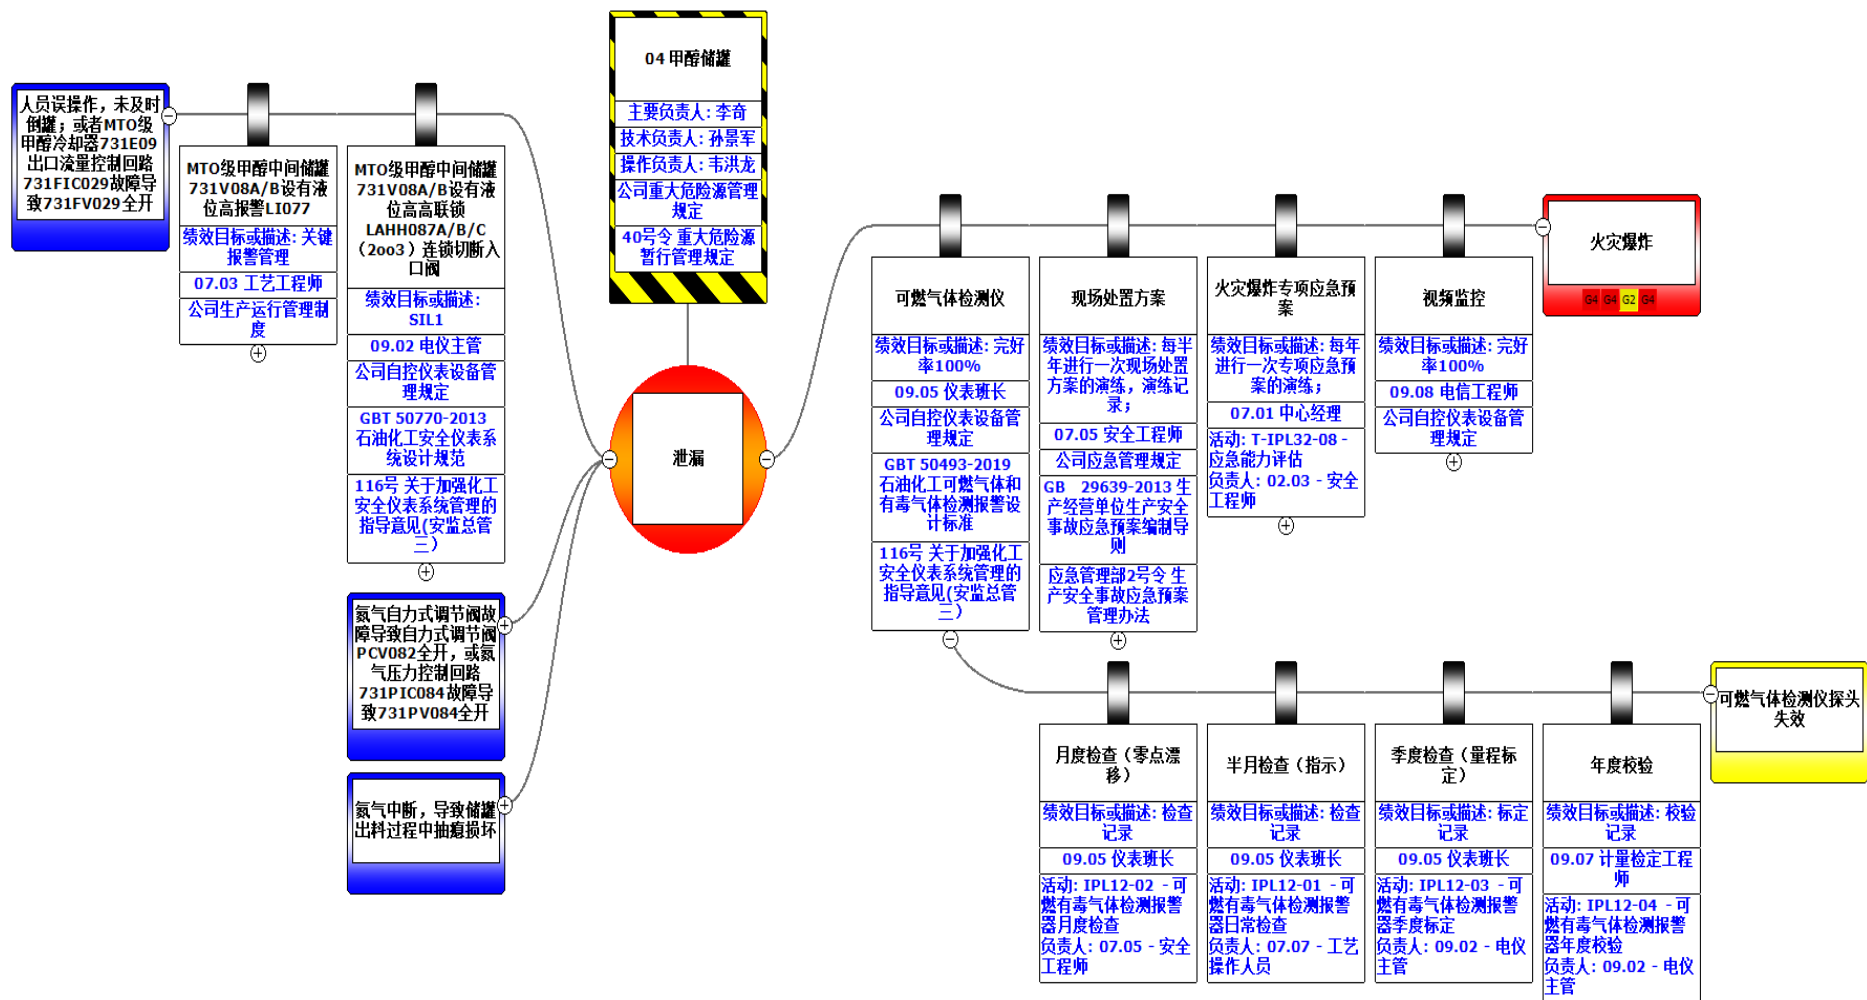 04 甲醇储罐
主要负责人: 李奇
技术负责人: 孙景军
操作负责人: 韦洪龙
公司重大危险源管理
规定
40号令 重大危险源
暂行管理规定
人员误操作，未及时
倒罐；或者MTO级
甲醇冷却器731E09
出口流量控制回路
731FIC029故障导
致731FV029全开
MTO级甲醇中间储罐
731V08A/B设有液
位高报警LI077
绩效目标或描述: 关键
报警管理
07.03 工艺工程师
公司生产运行管理制
度
MTO级甲醇中间储罐
731V08A/B设有液
位高高联锁
LAHH087A/B/C
（2oo3）连锁切断入
口阀
绩效目标或描述:
SIL1
09.02 电仪主管
公司自控仪表设备管
理规定
GBT 50770-2013
石油化工安全仪表系
统设计规范
116号 关于加强化工
安全仪表系统管理的
指导意见(安监总管
三）
氮气自力式调节阀故
障导致自力式调节阀
PCV082全开，或氮
气压力控制回路
731PIC084故障导
致731PV084全开
氮气中断，导致储罐
出料过程中抽瘪损坏
泄漏
可燃气体检测仪
绩效目标或描述: 完好
率100%
09.05 仪表班长
公司自控仪表设备管
理规定
GBT 50493-2019
石油化工可燃气体和
有毒气体检测报警设
计标准
116号 关于加强化工
安全仪表系统管理的
指导意见(安监总管
三）
现场处置方案
绩效目标或描述: 每半
年进行一次现场处置
方案的演练，演练记
录；
07.05 安全工程师
公司应急管理规定
GB 29639-2013 生
产经营单位生产安全
事故应急预案编制导
则
应急管理部2号令 生
产安全事故应急预案
管理办法
火灾爆炸专项应急预
案
绩效目标或描述: 每年
进行一次专项应急预
案的演练；
07.01 中心经理
活动: T-IPL32-08 -
应急能力评估
负责人: 02.03 - 安全
工程师
视频监控
绩效目标或描述: 完好
率100%
09.08 电信工程师
公司自控仪表设备管
理规定
火灾爆炸
G4 G4 G2 G4
月度检查（零点漂
移）
绩效目标或描述: 检查
记录
09.05 仪表班长
活动: IPL12-02 - 可
燃有毒气体检测报警
器月度检查
负责人: 07.05 - 安全
工程师
半月检查（指示）
绩效目标或描述: 检查
记录
09.05 仪表班长
活动: IPL12-01 - 可
燃有毒气体检测报警
器日常检查
负责人: 07.07 - 工艺
操作人员
季度检查（量程标
定）
绩效目标或描述: 标定
记录
09.05 仪表班长
活动: IPL12-03 - 可
燃有毒气体检测报警
器季度标定
负责人: 09.02 - 电仪
主管
年度校验
绩效目标或描述: 校验
记录
09.07 计量检定工程
师
活动: IPL12-04 - 可
燃有毒气体检测报警
器年度校验
负责人: 09.02 - 电仪
主管
可燃气体检测仪探头
失效